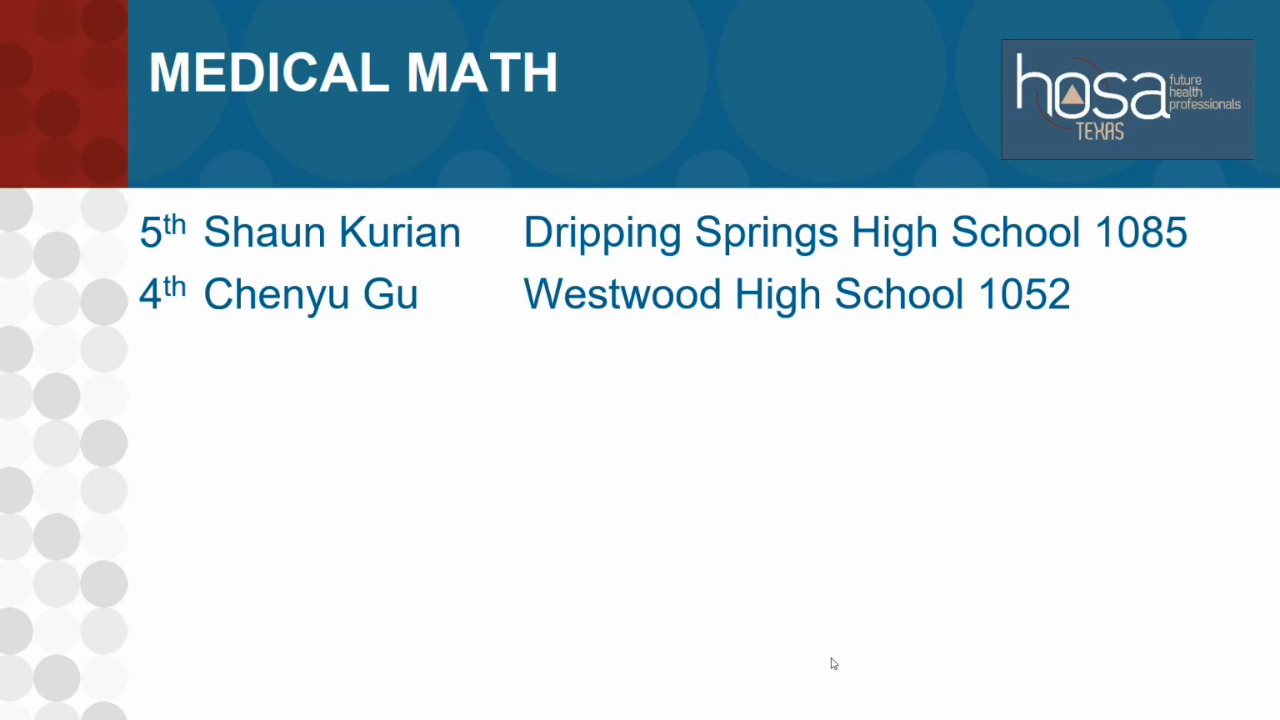 MEDICAL MATH
hosa
future
health
professionals
TEXAS
5th Shaun Kurian Dripping Springs High School 1085
4th Chenyu Gu Westwood High School 1052